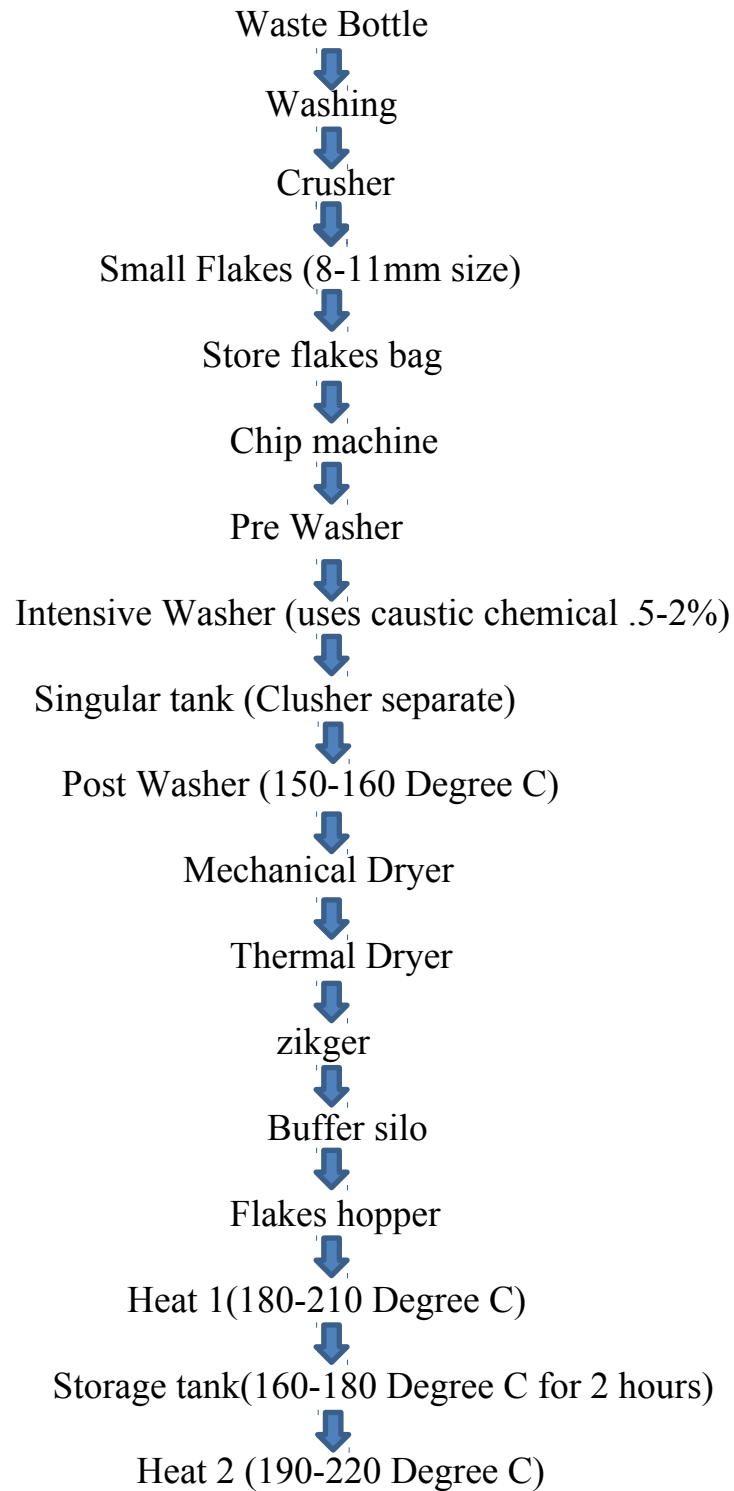 Waste Bottle
Washing
Crusher
Small Flakes (8-11mm size)
Store flakes bag
Chip machine
Pre Washer
Intensive Washer (uses caustic chemical .5-2%)
Singular tank (Clusher separate)
Post Washer (150-160 Degree C)
Mechanical Dryer
Thermal Dryer
zikger
Buffer silo
Flakes hopper
Heat 1(180-210 Degree C)
Storage tank(160-180 Degree C for 2 hours)
Heat 2 (190-220 Degree C)